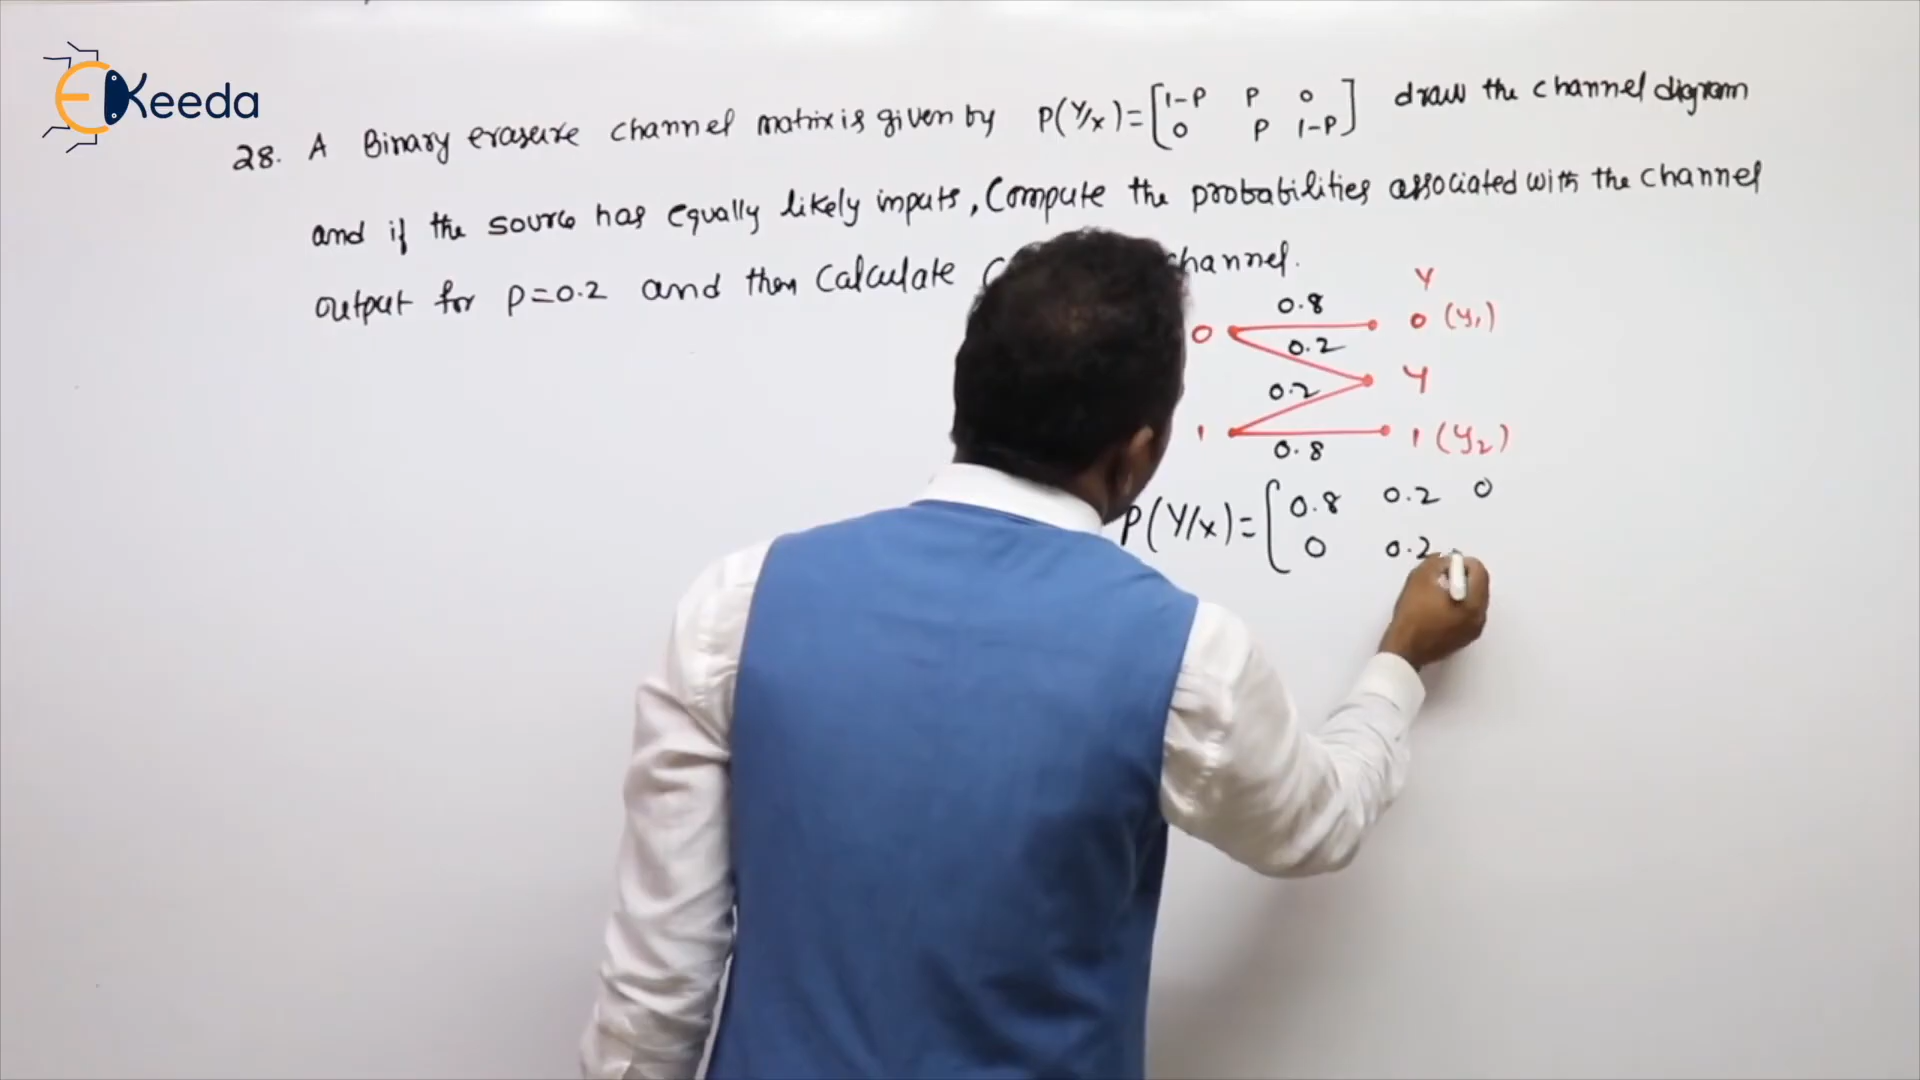 EKeeda
28. A Binary erasure channel matrix is given by P(Y/x)=[1-P P 0 draw the channel digram
0 P 1-P]
and if the source has equally likely inputs, Compute the probabilities associated with the channel
output for p=0.2 and then Calculate channel.
Y
0.8
0 0 (y₁)
0.2
0.2 y
1 1 (y₂)
0.8
P(Y/x)=[0.8 0.2 0
0 0.2